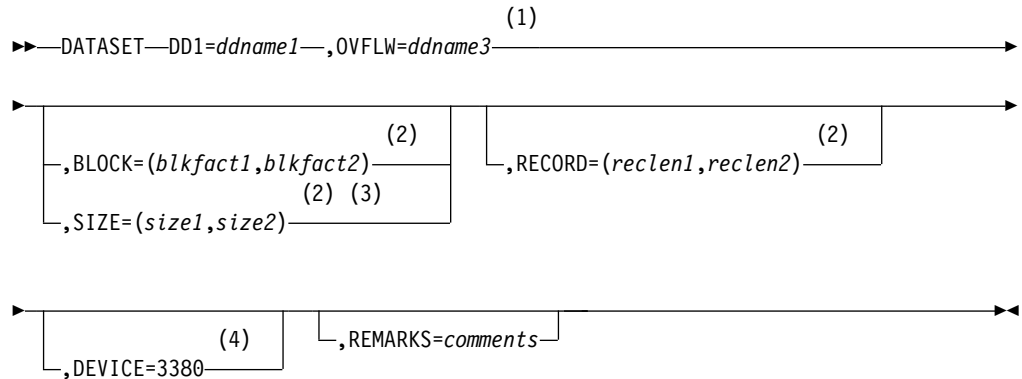 (1)
DATASET DD1=ddname1 ,OVFLW=ddname3
(2) (2)
,BLOCK=(blkfact1,blkfact2) ,RECORD=(reclen1,reclen2)
(2) (3)
,SIZE=(size1,size2)
(4)
,REMARKS=comments
,DEVICE=3380